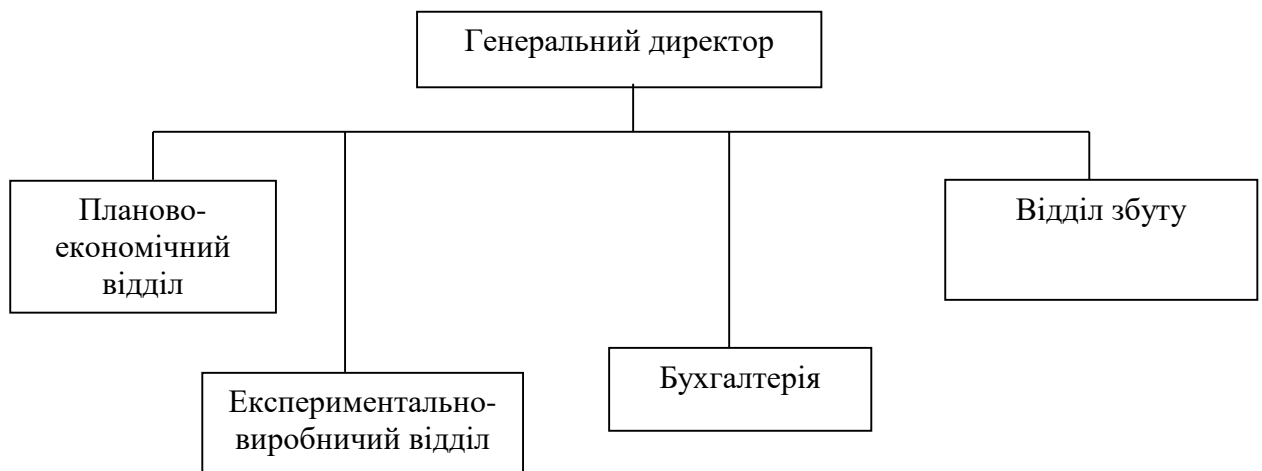 Генеральний директор
Планово-
економічний
відділ
Відділ збуту
Експериментально-
виробничий відділ
Бухгалтерія